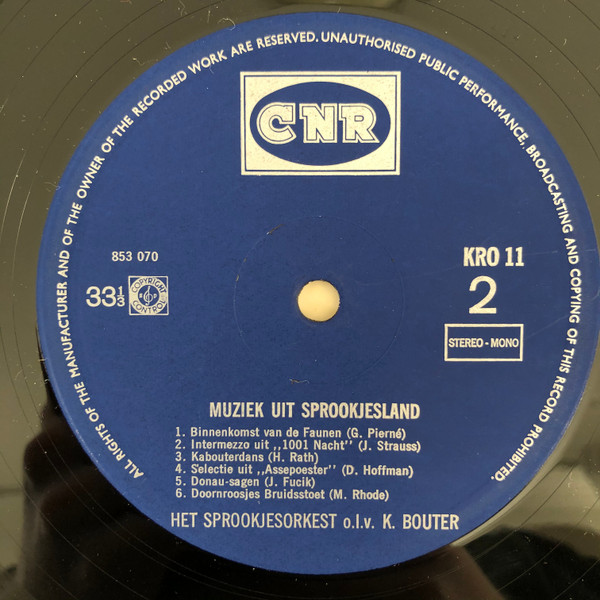 ALL RIGHTS OF THE MANUFACTURER AND OF THE OWNER OF THE RECORDED WORK ARE RESERVED. UNAUTHORISED PUBLIC PERFORMANCE, BROADCASTING AND COPYING OF THIS RECORD PROHIBITED.
CNR
853 070
33 1/3
COPYRIGHT
CONTROL
KRO 11
2
STEREO - MONO
MUZIEK UIT SPROOKJESLAND
1. Binnenkomst van de Faunen (G. Pierné)
2. Intermezzo uit ,,1001 Nacht'' (J. Strauss)
3. Kabouterdans (H. Rath)
4. Selectie uit ,,Assepoester'' (D. Hoffman)
5. Donau-sagen (J. Fucik)
6. Doornroosjes Bruidsstoet (M. Rhode)
HET SPROOKJESORKEST o.l.v. K. BOUTER